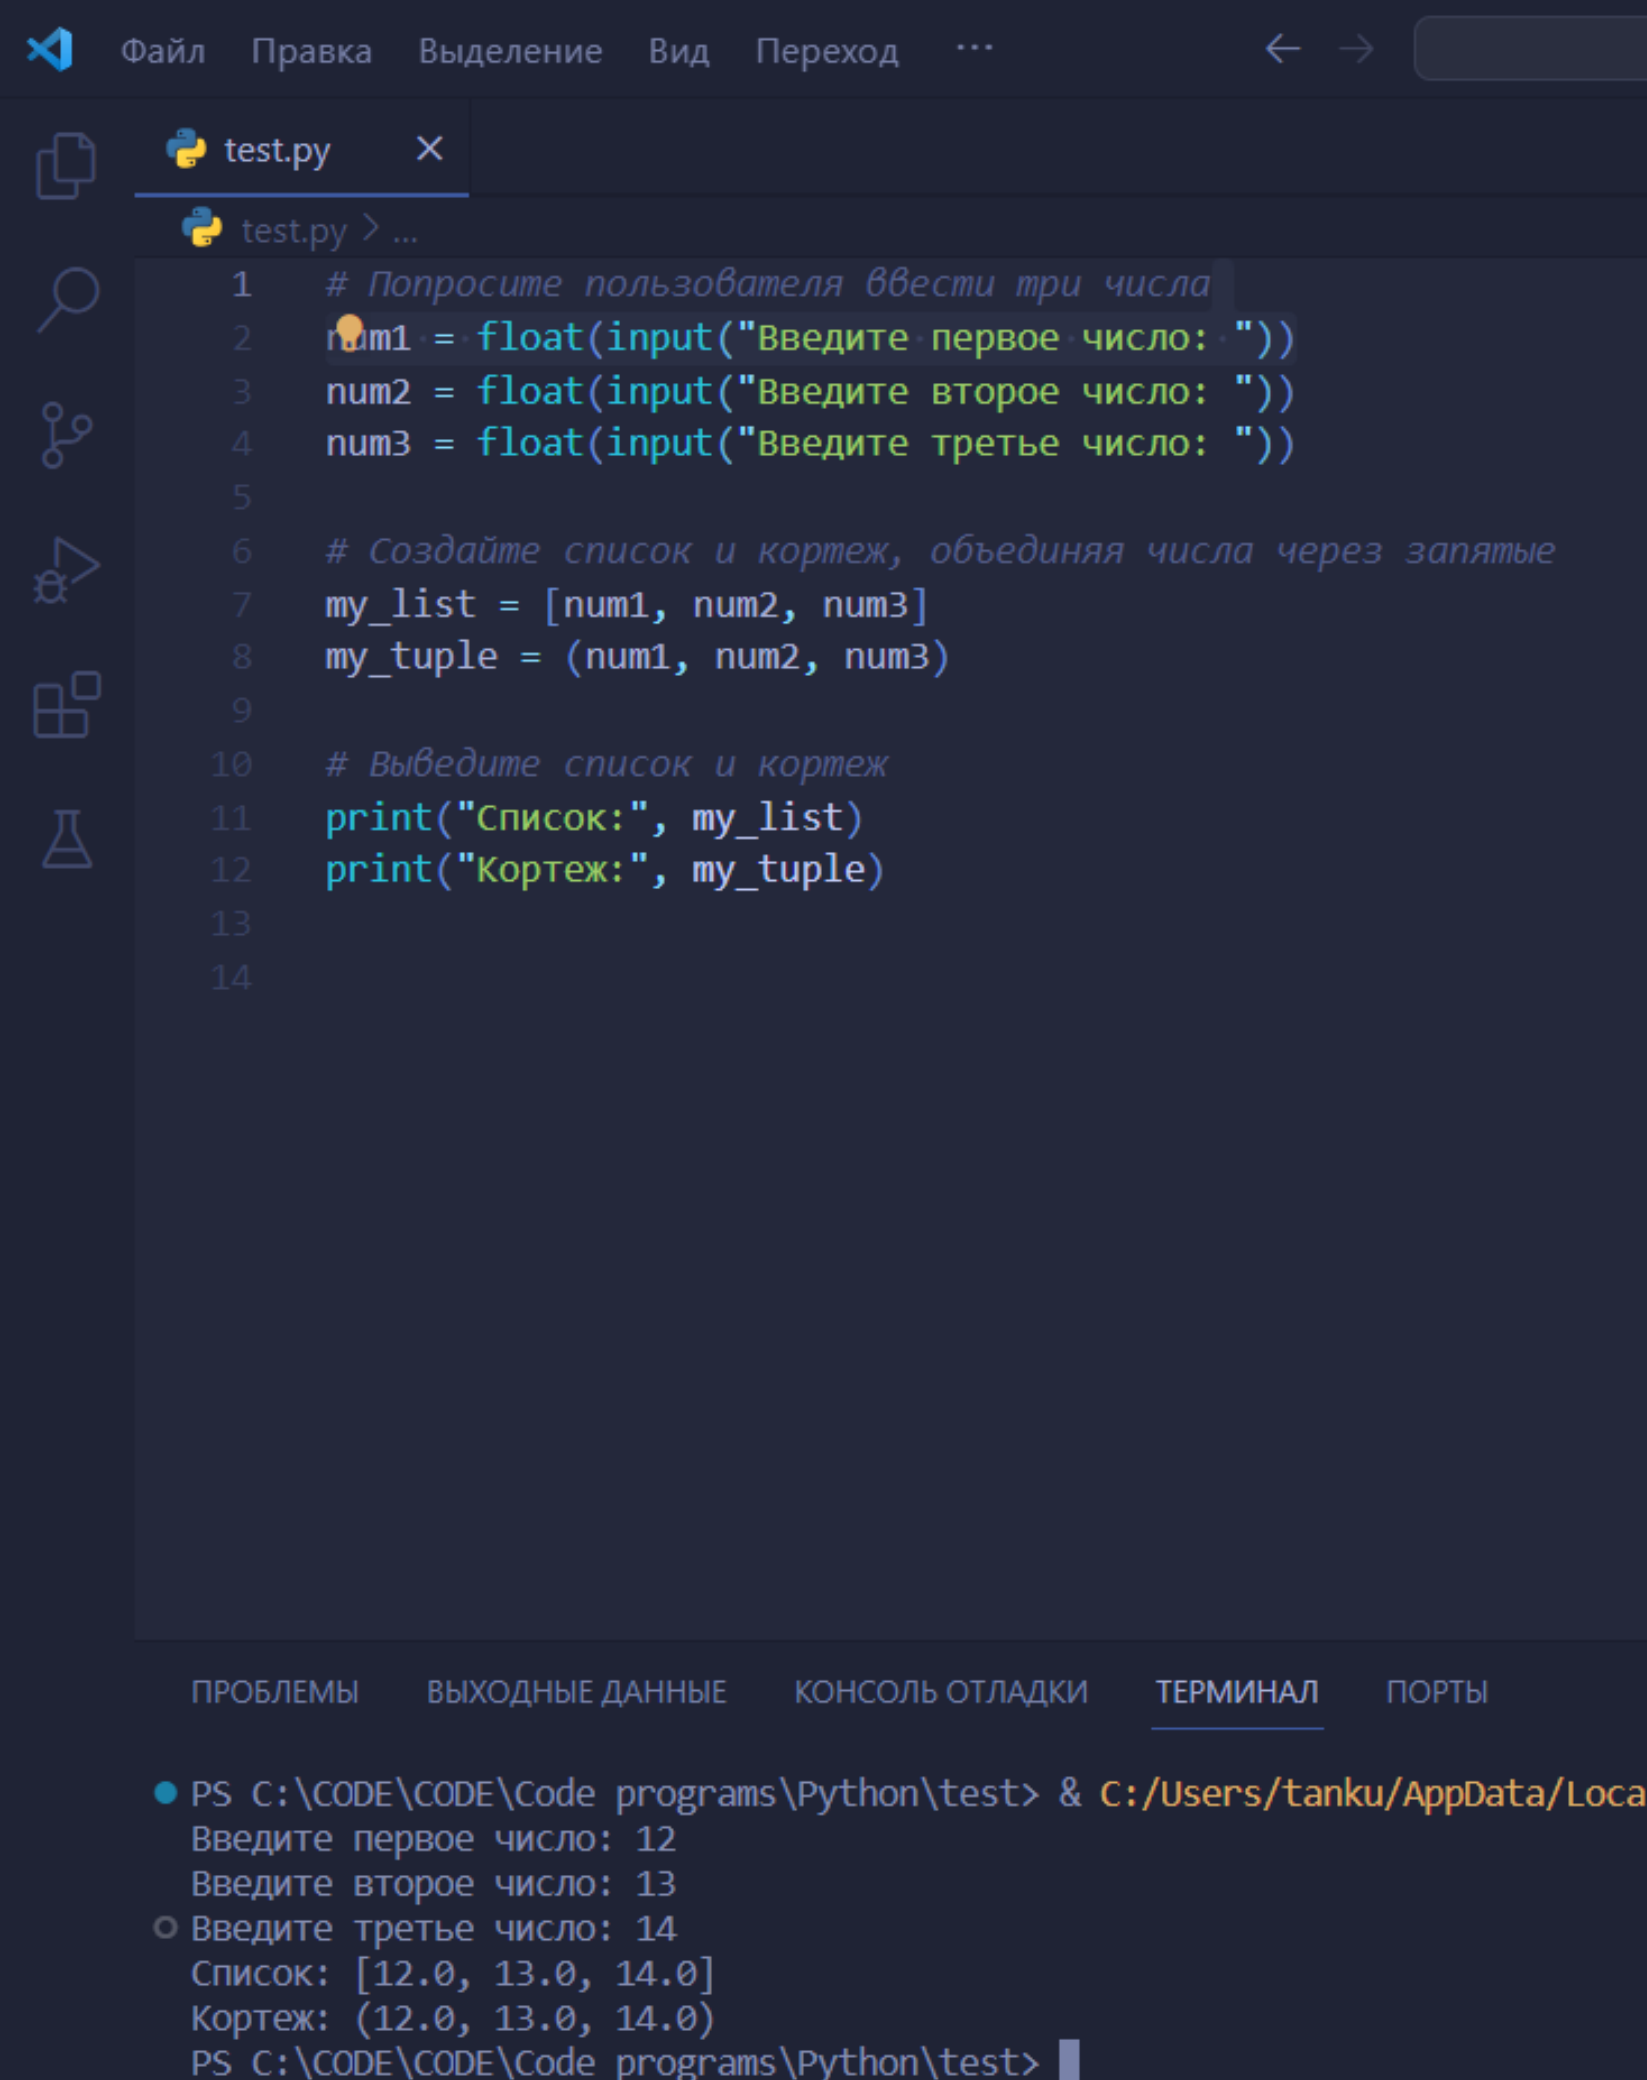 Файл Правка Выделение Вид Переход ...
test.py
test.py > ...
1 # Попросите пользователя ввести три числа
2 num1 = float(input("Введите первое число: "))
3 num2 = float(input("Введите второе число: "))
4 num3 = float(input("Введите третье число: "))
5
6 # Создайте список и кортеж, объединяя числа через запятые
7 my_list = [num1, num2, num3]
8 my_tuple = (num1, num2, num3)
9
10 # Выведите список и кортеж
11 print("Список:", my_list)
12 print("Кортеж:", my_tuple)
13
14
ПРОБЛЕМЫ ВЫХОДНЫЕ ДАННЫЕ КОНСОЛЬ ОТЛАДКИ ТЕРМИНАЛ ПОРТЫ
PS C:\CODE\CODE\Code programs\Python\test> & C:/Users/tanku/AppData/Loca
Введите первое число: 12
Введите второе число: 13
Введите третье число: 14
Список: [12.0, 13.0, 14.0]
Кортеж: (12.0, 13.0, 14.0)
PS C:\CODE\CODE\Code programs\Python\test>